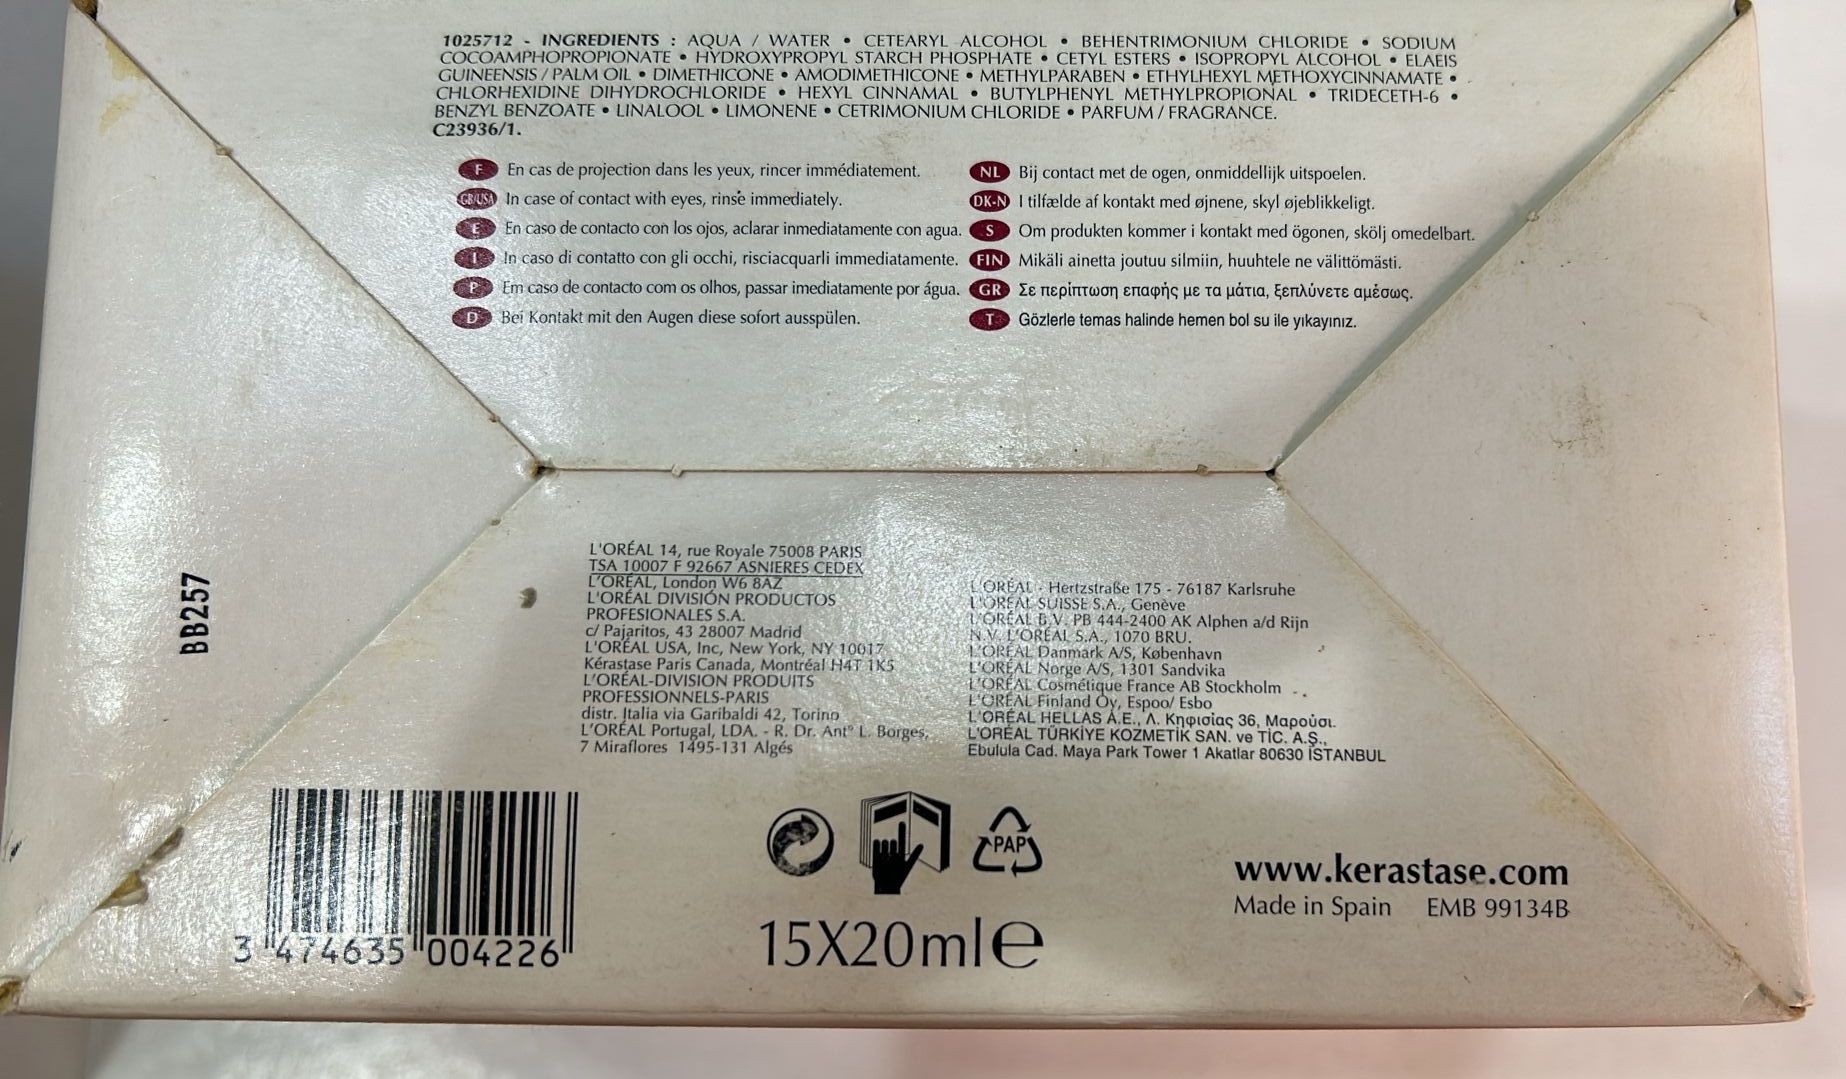 1025712 - INGREDIENTS : AQUA / WATER • CETEARYL ALCOHOL • BEHENTRIMONIUM CHLORIDE • SODIUM
COCOAMPHOPROPIONATE • HYDROXYPROPYL STARCH PHOSPHATE • CETYL ESTERS • ISOPROPYL ALCOHOL • ELAEIS
GUINEENSIS / PALM OIL • DIMETHICONE • AMODIMETHICONE • METHYLPARABEN • ETHYLHEXYL METHOXYCINNAMATE •
CHLORHEXIDINE DIHYDROCHLORIDE • HEXYL CINNAMAL • BUTYLPHENYL METHYLPROPIONAL • TRIDECETH-6 •
BENZYL BENZOATE • LINALOOL • LIMONENE • CETRIMONIUM CHLORIDE • PARFUM / FRAGRANCE.
C23936/1.
F En cas de projection dans les yeux, rincer immédiatement.
GB/USA In case of contact with eyes, rinse immediately.
E En caso de contacto con los ojos, aclarar inmediatamente con agua.
I In caso di contatto con gli occhi, risciacquarli immediatamente.
P Em caso de contacto com os olhos, passar imediatamente por água.
D Bei Kontakt mit den Augen diese sofort ausspülen.
NL Bij contact met de ogen, onmiddellijk uitspoelen.
DK-N I tilfælde af kontakt med øjnene, skyl øjeblikkeligt.
S Om produkten kommer i kontakt med ögonen, skölj omedelbart.
FIN Mikäli ainetta joutuu silmiin, huuhtele ne välittömästi.
GR Σε περίπτωση επαφής με τα μάτια, ξεπλύνετε αμέσως.
T Gözlerle temas halinde hemen bol su ile yıkayınız.
BB257
L'ORÉAL 14, rue Royale 75008 PARIS
TSA 10007 F 92667 ASNIERES CEDEX
L'ORÉAL, London W6 8AZ
L'ORÉAL DIVISIÓN PRODUCTOS
PROFESIONALES S.A.
c/ Pajaritos, 43 28007 Madrid
L'ORÉAL USA, Inc, New York, NY 10017
Kérastase Paris Canada, Montréal H4T 1K5
L'ORÉAL-DIVISION PRODUITS
PROFESSIONNELS-PARIS
distr. Italia via Garibaldi 42, Torino
L'ORÉAL Portugal, LDA. - R. Dr. Antº L. Borges,
7 Miraflores 1495-131 Algés
L'ORÉAL - Hertzstraße 175 - 76187 Karlsruhe
L'ORÉAL SUISSE S.A., Genève
L'ORÉAL B.V. PB 444-2400 AK Alphen a/d Rijn
N.V. L'ORÉAL S.A., 1070 BRU.
L'ORÉAL Danmark A/S, København
L'ORÉAL Norge A/S, 1301 Sandvika
L'ORÉAL Cosmétique France AB Stockholm
L'ORÉAL Finland Oy, Espoo/ Esbo
L'ORÉAL HELLAS A.E., Λ. Κηφισίας 36, Μαρούσι.
L'ORÉAL TÜRKİYE KOZMETİK SAN. ve TİC. A.Ş.,
Ebulula Cad. Maya Park Tower 1 Akatlar 80630 İSTANBUL
3 474635 004226
PAP
15X20ml℮
www.kerastase.com
Made in Spain EMB 99134B